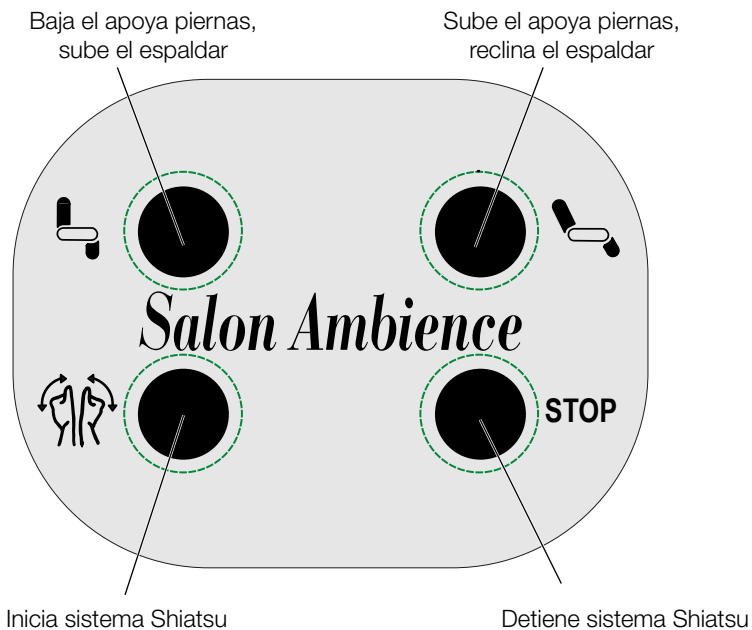 Baja el apoya piernas,
sube el espaldar
Sube el apoya piernas,
reclina el espaldar
Salon Ambience
STOP
Inicia sistema Shiatsu
Detiene sistema Shiatsu